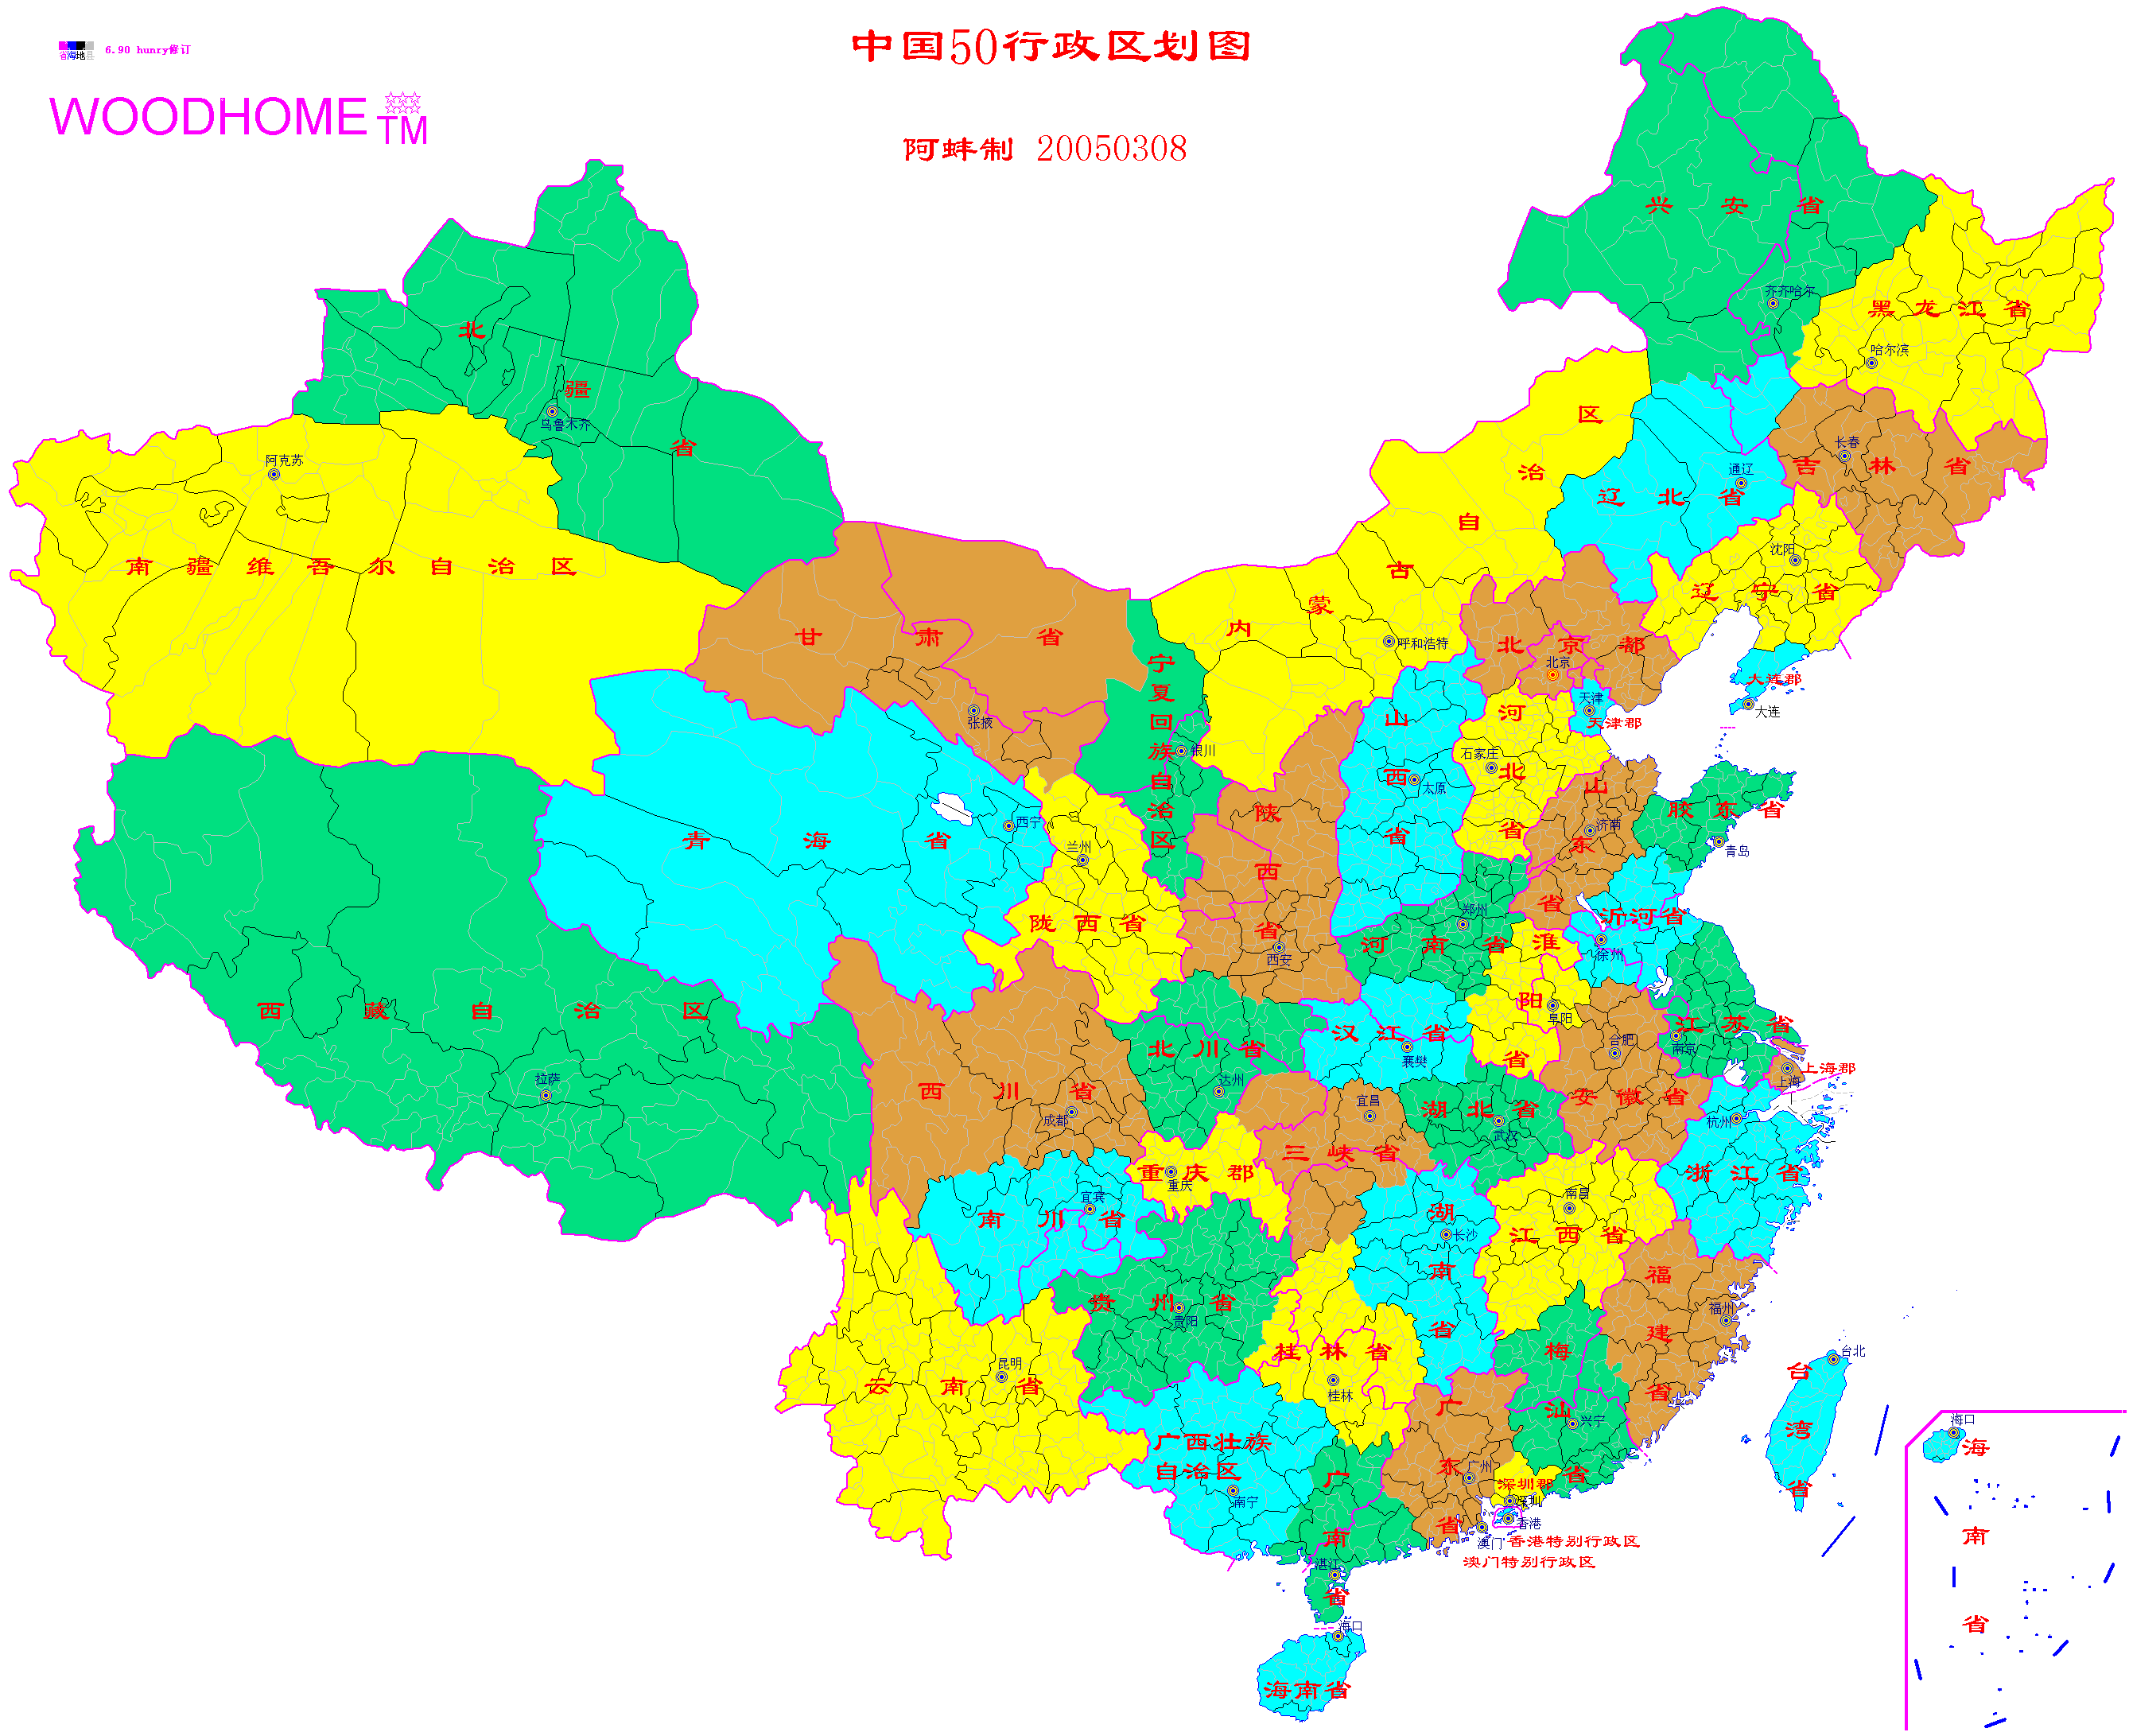 中国50行政区划图
6.90 hunry修订
省海地县
WOODHOME TM
阿蚌制 20050308
兴安省
齐齐哈尔
黑龙江省
哈尔滨
北疆省
乌鲁木齐
阿克苏
南疆维吾尔自治区
内蒙古自治区
呼和浩特
辽北省
通辽
吉林省
长春
辽宁省
沈阳
甘肃省
张掖
宁夏回族自治区
银川
北京都
北京
天津
天津郡
大连郡
大连
山西省
太原
河北省
石家庄
山东省
济南
胶东省
青岛
青海省
西宁
兰州
陇西省
陕西省
西安
河南省
郑州
沂河省
徐州
淮阳省
阜阳
西藏自治区
拉萨
北川省
达州
汉江省
襄樊
安徽省
合肥
江苏省
南京
上海郡
上海
西川省
成都
三峡省
宜昌
湖北省
武汉
浙江省
杭州
重庆郡
重庆
南川省
宜宾
湖南省
长沙
江西省
南昌
贵州省
贵阳
福建省
福州
云南省
昆明
桂林省
桂林
梅汕省
兴宁
台湾省
台北
广西壮族
自治区
南宁
广南省
湛江
广东省
广州
深圳郡
深圳
香港
香港特别行政区
澳门
澳门特别行政区
海口
海南省
海口
海南省